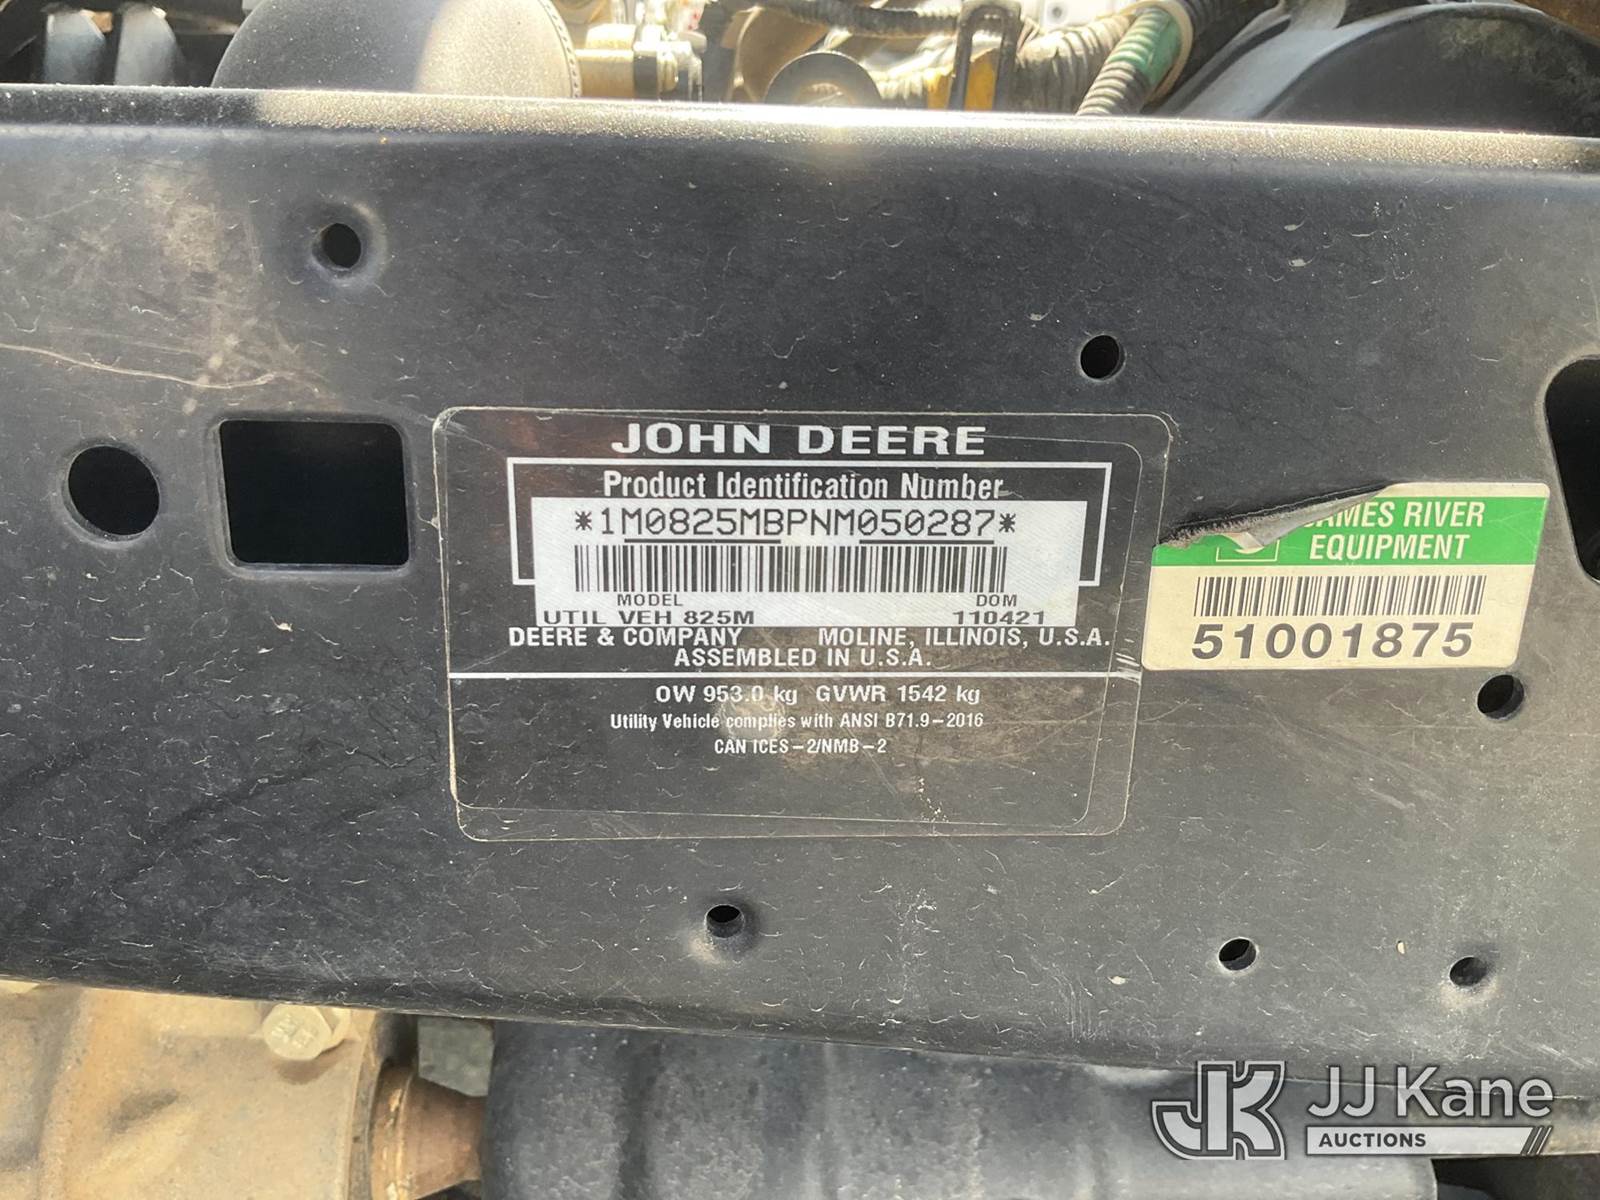 JOHN DEERE
Product Identification Number
*1M0825MBPNM050287*
MODEL DOM
UTIL VEH 825M 110421
DEERE & COMPANY MOLINE, ILLINOIS, U.S.A.
ASSEMBLED IN U.S.A.
OW 953.0 kg GVWR 1542 kg
Utility Vehicle complies with ANSI B71.9-2016
CAN ICES-2/NMB-2
JAMES RIVER
EQUIPMENT
51001875
JK JJ Kane
AUCTIONS